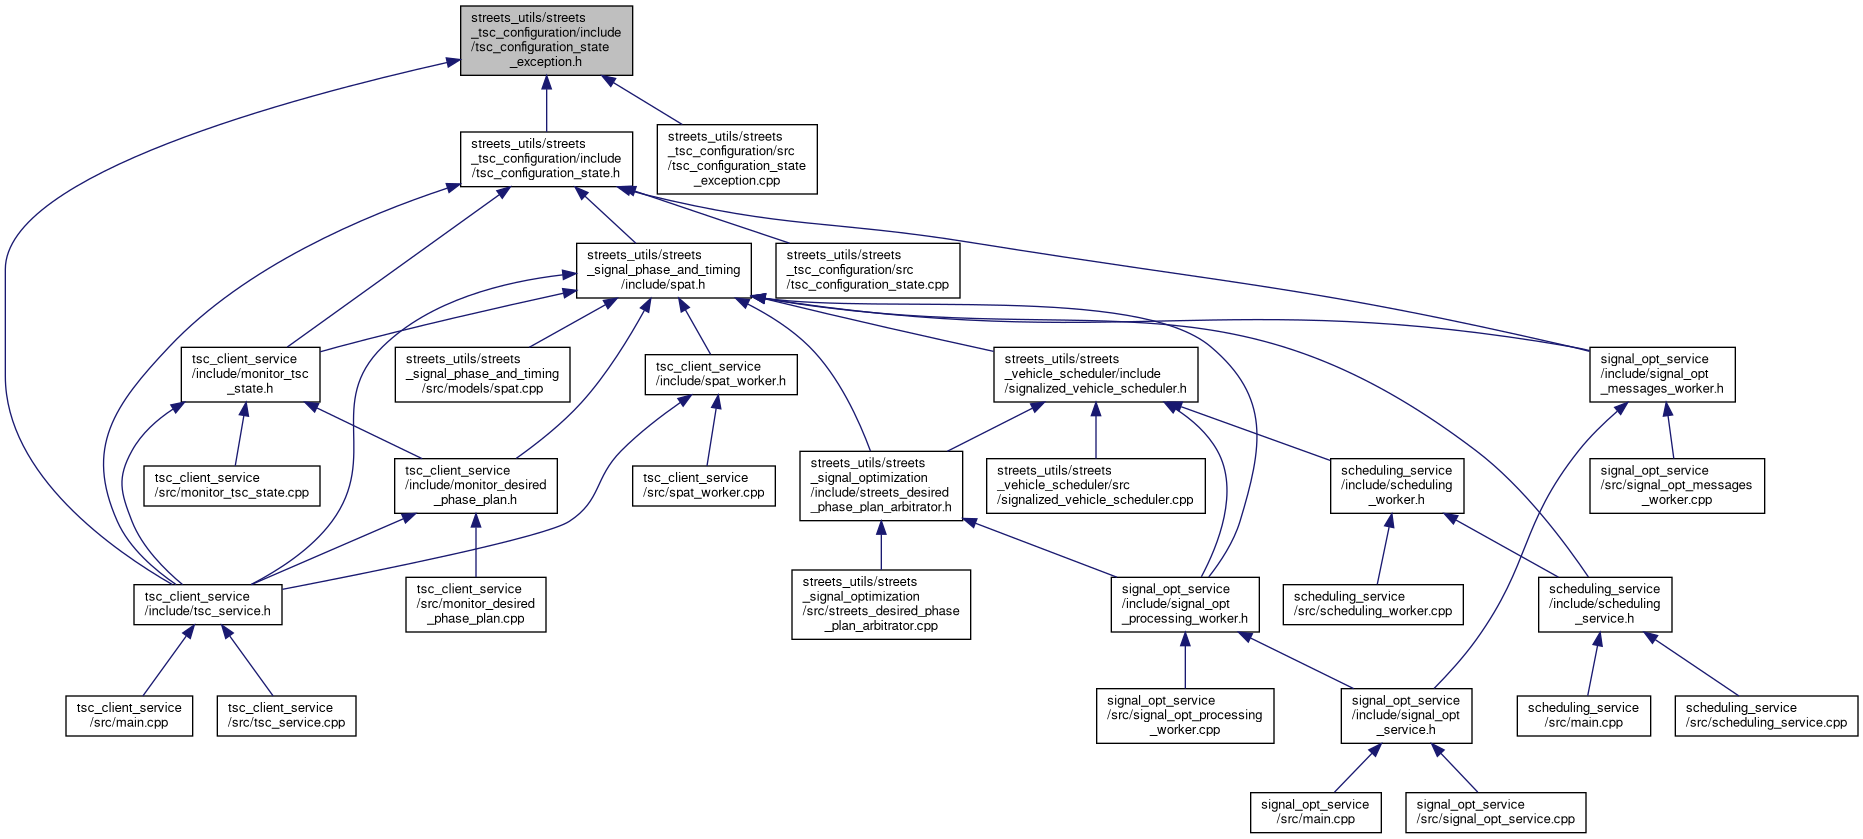 streets_utils/streets
_tsc_configuration/include
/tsc_configuration_state
_exception.h
streets_utils/streets
_tsc_configuration/include
/tsc_configuration_state.h
streets_utils/streets
_tsc_configuration/src
/tsc_configuration_state
_exception.cpp
streets_utils/streets
_signal_phase_and_timing
/include/spat.h
streets_utils/streets
_tsc_configuration/src
/tsc_configuration_state.cpp
tsc_client_service
/include/monitor_tsc
_state.h
streets_utils/streets
_signal_phase_and_timing
/src/models/spat.cpp
tsc_client_service
/include/spat_worker.h
streets_utils/streets
_vehicle_scheduler/include
/signalized_vehicle_scheduler.h
signal_opt_service
/include/signal_opt
_messages_worker.h
tsc_client_service
/src/monitor_tsc_state.cpp
tsc_client_service
/include/monitor_desired
_phase_plan.h
tsc_client_service
/src/spat_worker.cpp
streets_utils/streets
_signal_optimization
/include/streets_desired
_phase_plan_arbitrator.h
streets_utils/streets
_vehicle_scheduler/src
/signalized_vehicle_scheduler.cpp
scheduling_service
/include/scheduling
_worker.h
signal_opt_service
/src/signal_opt_messages
_worker.cpp
tsc_client_service
/include/tsc_service.h
tsc_client_service
/src/monitor_desired
_phase_plan.cpp
streets_utils/streets
_signal_optimization
/src/streets_desired_phase
_plan_arbitrator.cpp
signal_opt_service
/include/signal_opt
_processing_worker.h
scheduling_service
/src/scheduling_worker.cpp
scheduling_service
/include/scheduling
_service.h
tsc_client_service
/src/main.cpp
tsc_client_service
/src/tsc_service.cpp
signal_opt_service
/src/signal_opt_processing
_worker.cpp
signal_opt_service
/include/signal_opt
_service.h
scheduling_service
/src/main.cpp
scheduling_service
/src/scheduling_service.cpp
signal_opt_service
/src/main.cpp
signal_opt_service
/src/signal_opt_service.cpp